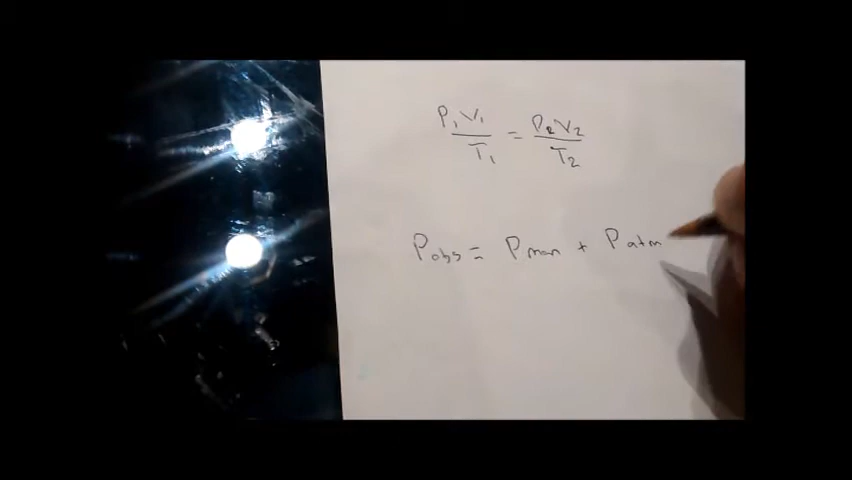 P₁V₁/T₁ = P₂V₂/T₂
Pobs = Pman + Patm